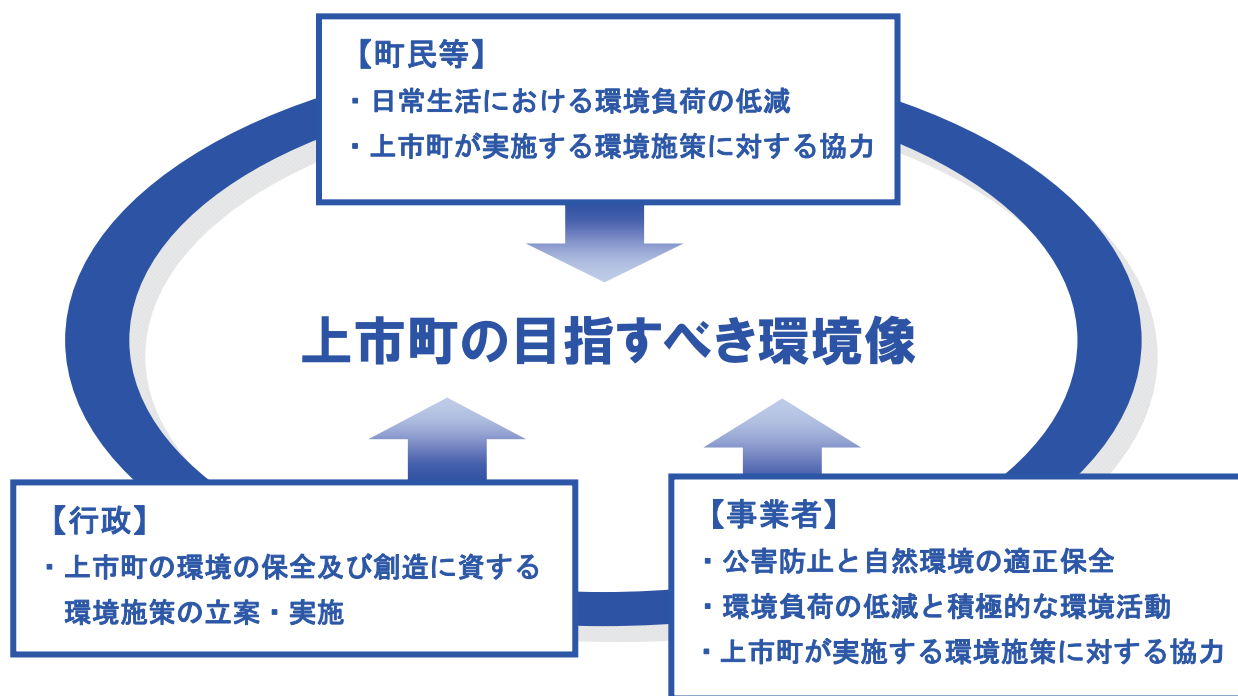 【町民等】
・日常生活における環境負荷の低減
・上市町が実施する環境施策に対する協力
上市町の目指すべき環境像
【行政】
・上市町の環境の保全及び創造に資する
環境施策の立案・実施
【事業者】
・公害防止と自然環境の適正保全
・環境負荷の低減と積極的な環境活動
・上市町が実施する環境施策に対する協力